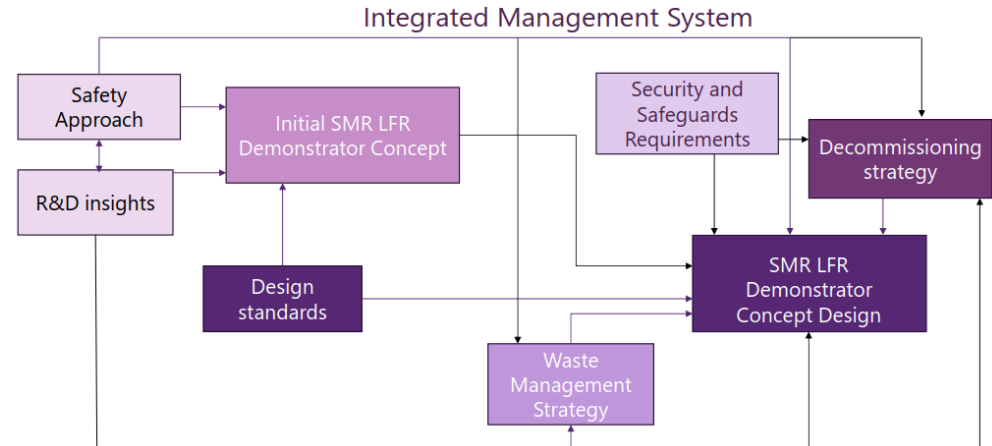 Integrated Management System
Safety
Approach
Initial SMR LFR
Demonstrator Concept
Security and
Safeguards
Requirements
Decommissioning
strategy
R&D insights
Design
standards
SMR LFR
Demonstrator
Concept Design
Waste
Management
Strategy